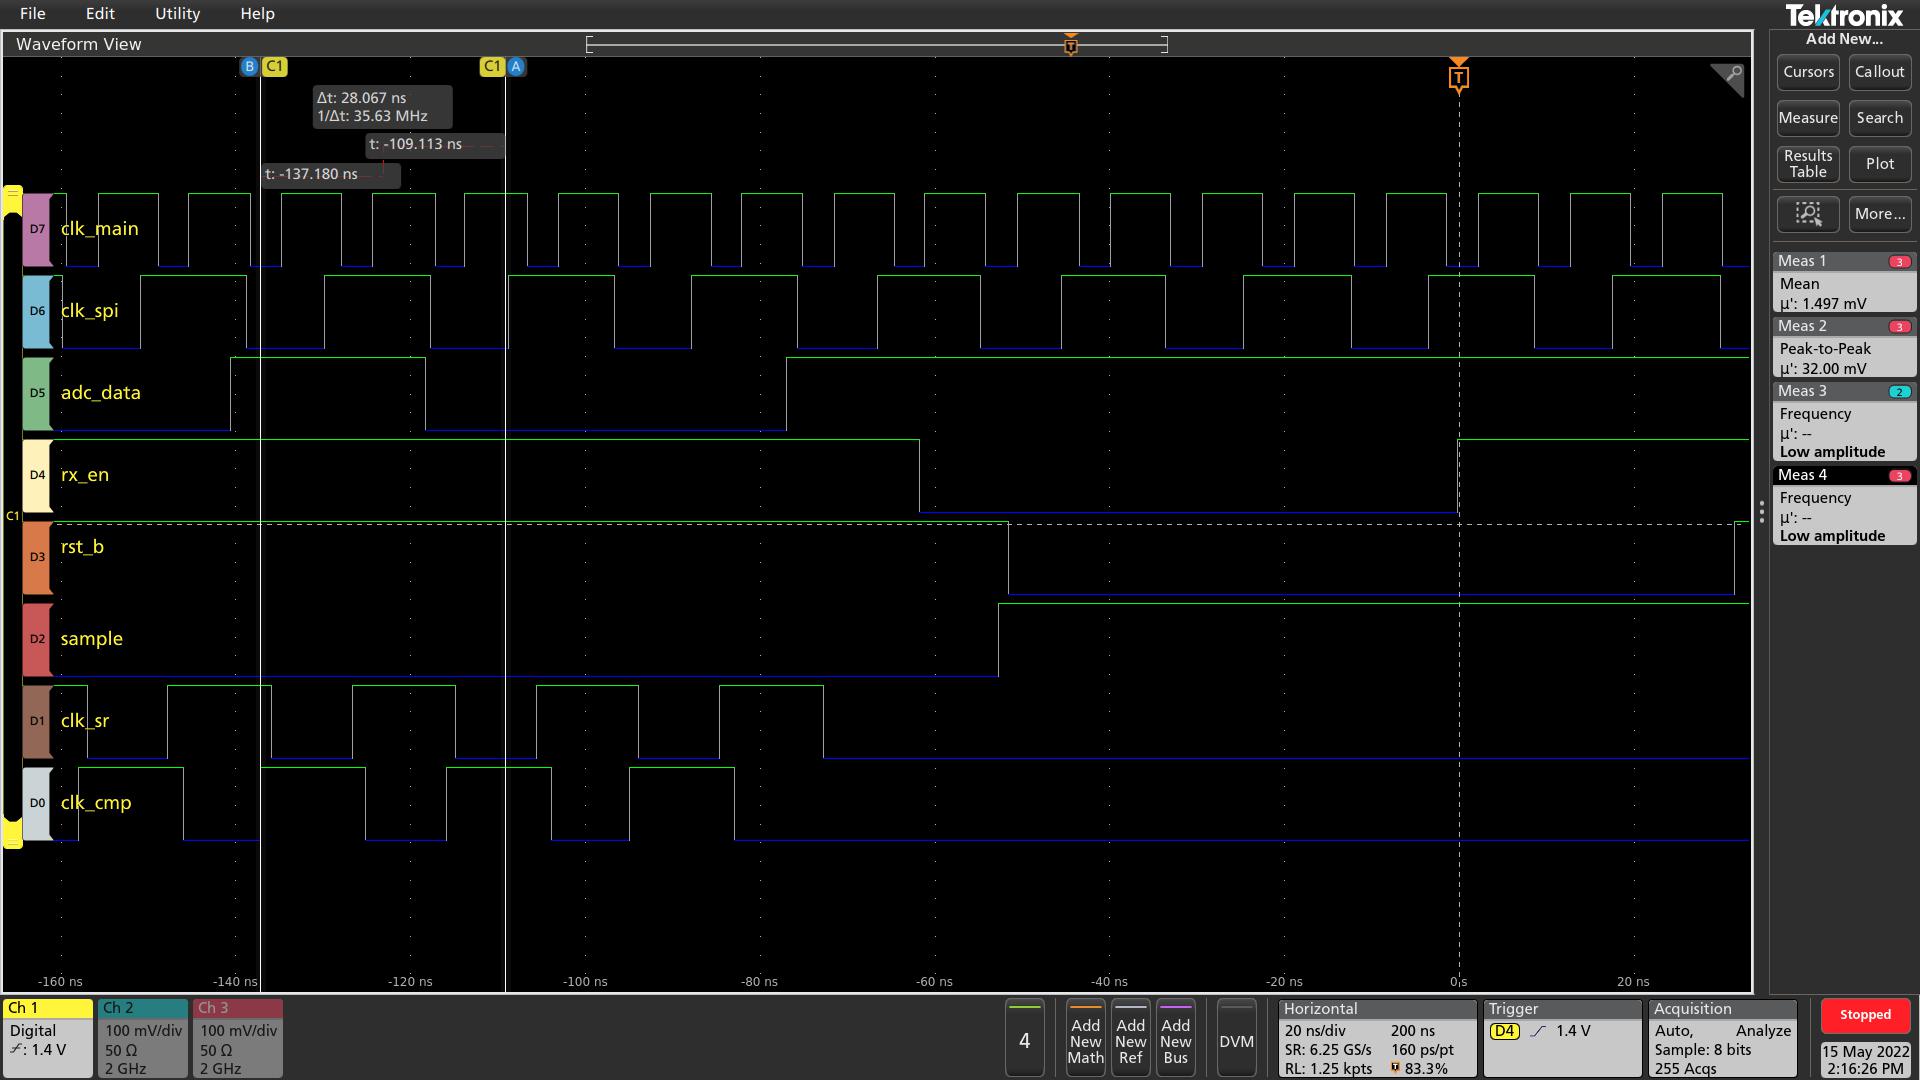 File Edit Utility Help
Tektronix
Waveform View
Add New...
T
B C1 C1 A
T
Cursors Callout
Δt: 28.067 ns
1/Δt: 35.63 MHz
Measure Search
t: -109.113 ns
t: -137.180 ns
Results
Table
Plot
More...
D7 clk_main
D6 clk_spi
D5 adc_data
D4 rx_en
C1
D3 rst_b
D2 sample
D1 clk_sr
D0 clk_cmp
Meas 1 3
Mean
µ': 1.497 mV
Meas 2 3
Peak-to-Peak
µ': 32.00 mV
Meas 3 2
Frequency
µ': --
Low amplitude
Meas 4 3
Frequency
µ': --
Low amplitude
-160 ns -140 ns -120 ns -100 ns -80 ns -60 ns -40 ns -20 ns 0 s 20 ns
Ch 1
Digital
: 1.4 V
Ch 2
100 mV/div
50 Ω
2 GHz
Ch 3
100 mV/div
50 Ω
2 GHz
4
Add
New
Math
Add
New
Ref
Add
New
Bus
DVM
Horizontal
20 ns/div 200 ns
SR: 6.25 GS/s 160 ps/pt
RL: 1.25 kpts 83.3%
Trigger
D4 1.4 V
Acquisition
Auto, Analyze
Sample: 8 bits
255 Acqs
Stopped
15 May 2022
2:16:26 PM